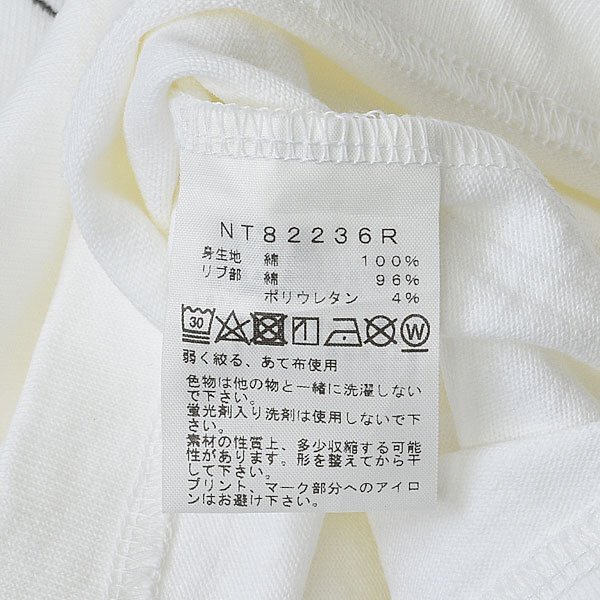 NT82236R
身生地 綿 100%
リブ部 綿 96%
ポリウレタン 4%
30 W
弱く絞る、あて布使用
色物は他の物と一緒に洗濯しない
で下さい。
蛍光剤入り洗剤は使用しないで下
さい。
素材の性質上、多少収縮する可能
性があります。形を整えてから干
して下さい。
プリント、マーク部分へのアイロ
ンはお避け下さい。